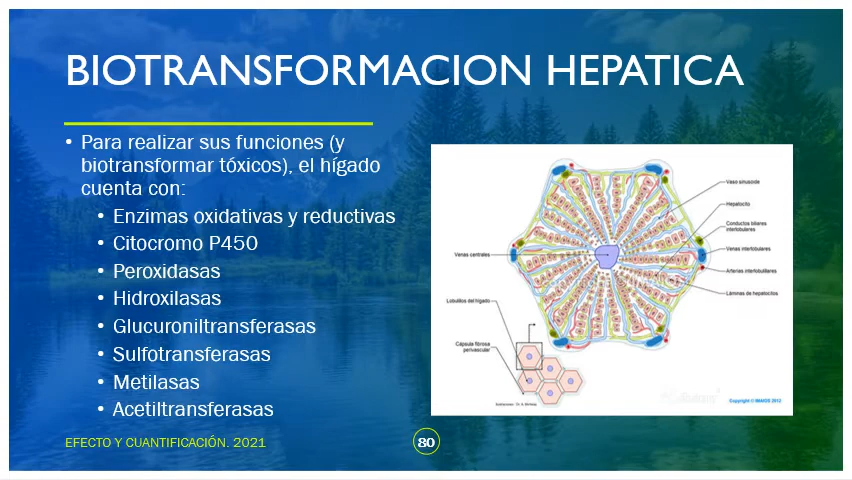 BIOTRANSFORMACION HEPATICA
• Para realizar sus funciones (y
biotransformar tóxicos), el hígado
cuenta con:
• Enzimas oxidativas y reductivas
• Citocromo P450
• Peroxidasas
• Hidroxilasas
• Glucuroniltransferasas
• Sulfotransferasas
• Metilasas
• Acetiltransferasas
Vaso sinusoide
Hepatocito
Conductos biliares
interlobulares
Venas interlobulares
Arterias interlobulillares
Láminas de hepatocitos
Venas centrales
Lobulillos del hígado
Cápsula fibrosa
perivascular
Copyright © IMAIOS 2012
EFECTO Y CUANTIFICACIÓN. 2021
80